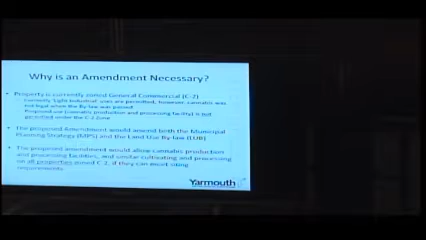 Why is an Amendment Necessary?
• Property is currently zoned General Commercial (C-2)
- Currently light industrial uses are permitted, however, cannabis was
not legal when the By-law was passed
- Proposed use (cannabis production and processing facility) is not
permitted under the C-2 zone
• The proposed Amendment would amend both the Municipal
Planning Strategy (MPS) and the Land Use By-law (LUB)
• The proposed amendment would allow cannabis production
and processing facilities, and similar cultivating and processing
on all properties zoned C-2, if they can meet siting
requirements
Yarmouth